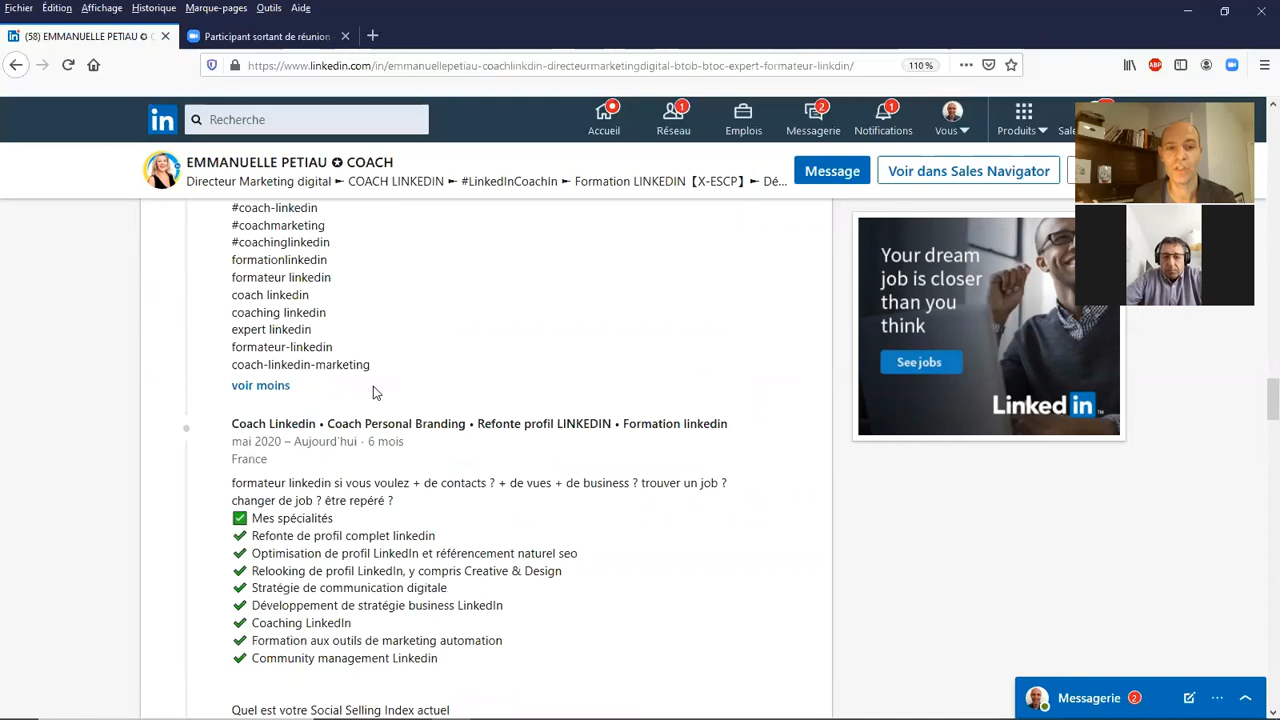 Fichier Édition Affichage Historique Marque-pages Outils Aide
(58) EMMANUELLE PETIAU ✪ C
Participant sortant de réunion
https://www.linkedin.com/in/emmanuellepetiau-coachlinkdin-directeurmarketingdigital-btob-btoc-expert-formateur-linkdin/
110 %
ABP
in
Recherche
Accueil
Réseau 1
Emplois
Messagerie 2
Notifications 1
Vous
Produits
EMMANUELLE PETIAU ✪ COACH
Directeur Marketing digital ► COACH LINKEDIN ► #LinkedInCoachIn ► Formation LINKEDIN【X-ESCP】► Dé...
Message
Voir dans Sales Navigator
#coach-linkedin
#coachmarketing
#coachinglinkedin
formationlinkedin
formateur linkedin
coach linkedin
coaching linkedin
expert linkedin
formateur-linkedin
coach-linkedin-marketing
voir moins
Coach Linkedin • Coach Personal Branding • Refonte profil LINKEDIN • Formation linkedin
mai 2020 – Aujourd'hui · 6 mois
France
formateur linkedin si vous voulez + de contacts ? + de vues + de business ? trouver un job ?
changer de job ? être repéré ?
✅ Mes spécialités
✔ Refonte de profil complet linkedin
✔ Optimisation de profil LinkedIn et référencement naturel seo
✔ Relooking de profil LinkedIn, y compris Creative & Design
✔ Stratégie de communication digitale
✔ Développement de stratégie business LinkedIn
✔ Coaching LinkedIn
✔ Formation aux outils de marketing automation
✔ Community management Linkedin
Quel est votre Social Selling Index actuel
Your dream
job is closer
than you
think
See jobs
Linked in
Messagerie 2